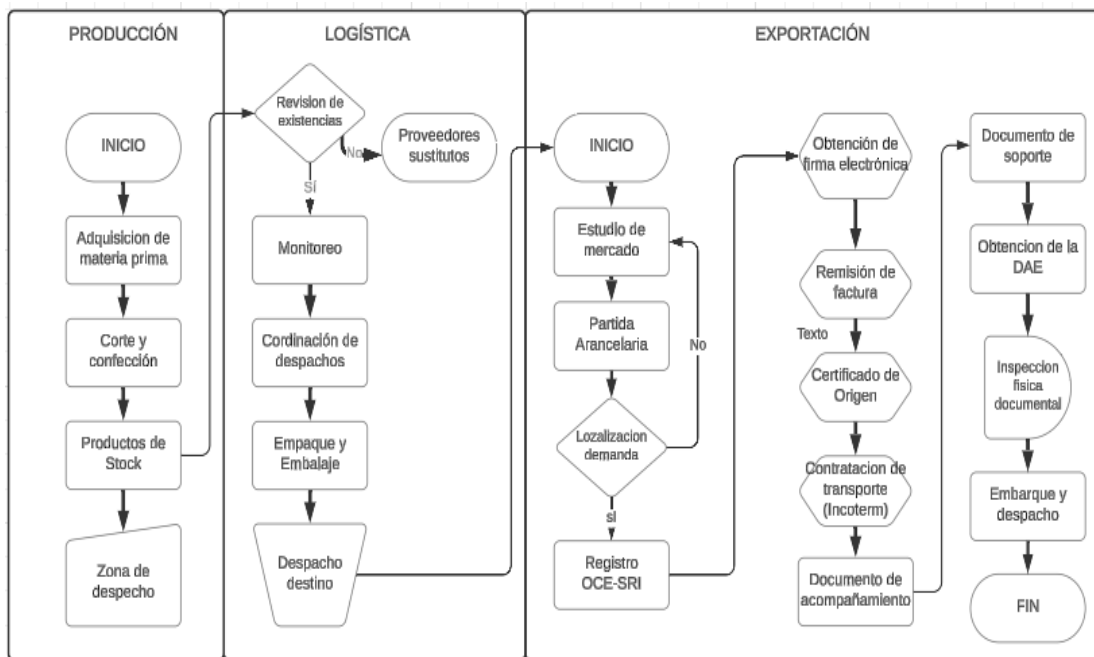 PRODUCCIÓN
INICIO
Adquisicion de
materia prima
Corte y
confección
Productos de
Stock
Zona de
despecho
LOGÍSTICA
Revision de
existencias
No
Proveedores
sustitutos
SÍ
Monitoreo
Cordinación de
despachos
Empaque y
Embalaje
Despacho
destino
EXPORTACIÓN
INICIO
Estudio de
mercado
Partida
Arancelaria
No
Lozalizacion
demanda
sI
Registro
OCE-SRI
Obtención de
firma electrónica
Remisión de
factura
Texto
Certificado de
Origen
Contratacion de
transporte
(Incoterm)
Documento de
acompañamiento
Documento de
soporte
Obtencion de la
DAE
Inspeccion
fisica
documental
Embarque y
despacho
FIN